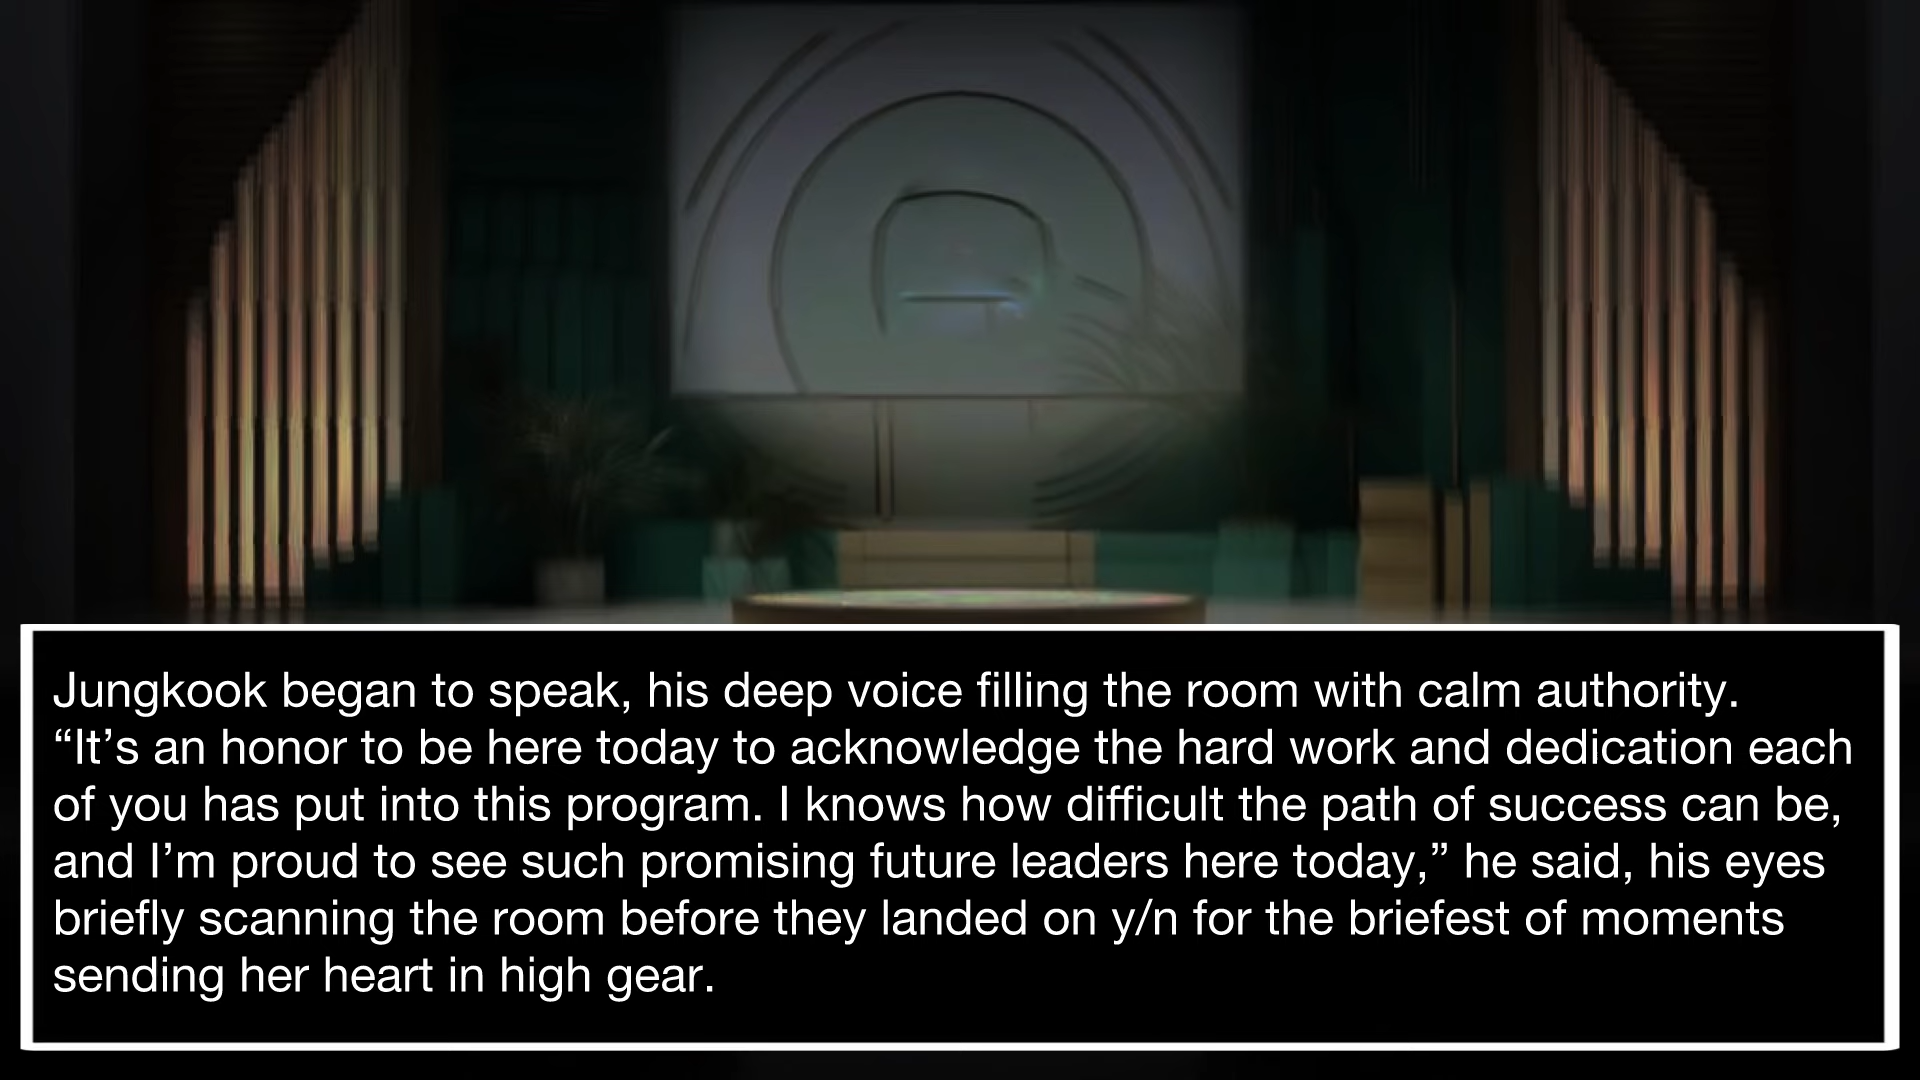 Jungkook began to speak, his deep voice filling the room with calm authority.
“It’s an honor to be here today to acknowledge the hard work and dedication each
of you has put into this program. I knows how difficult the path of success can be,
and I’m proud to see such promising future leaders here today,” he said, his eyes
briefly scanning the room before they landed on y/n for the briefest of moments
sending her heart in high gear.